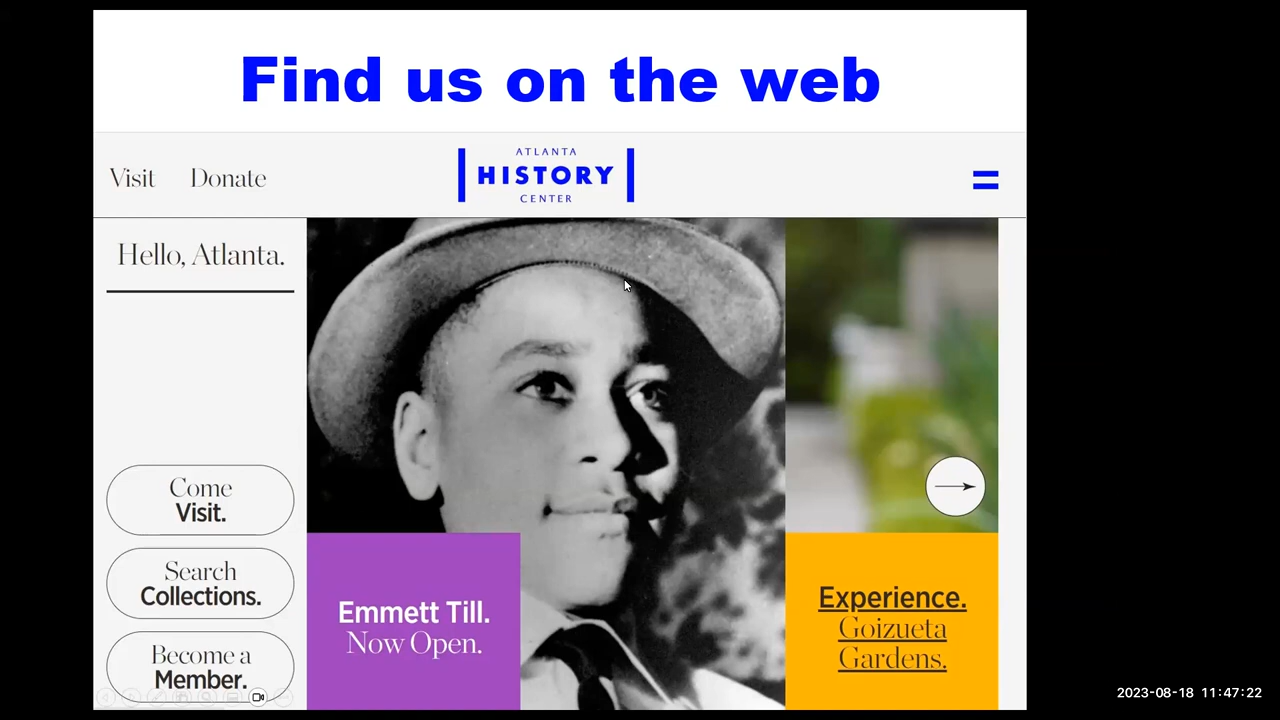 Find us on the web
Visit
Donate
ATLANTA
HISTORY
CENTER
Hello, Atlanta.
Come
Visit.
Search
Collections.
Become a
Member.
Emmett Till.
Now Open.
Experience.
Goizueta
Gardens.
2023-08-18 11:47:22